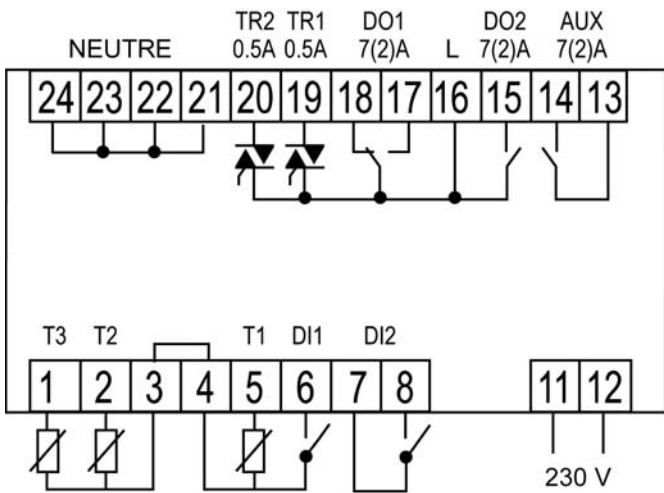 TR2 TR1 DO1 DO2 AUX
NEUTRE 0.5A 0.5A 7(2)A L 7(2)A 7(2)A
24 23 22 21 20 19 18 17 16 15 14 13
T3 T2 T1 DI1 DI2
1 2 3 4 5 6 7 8 11 12
230 V